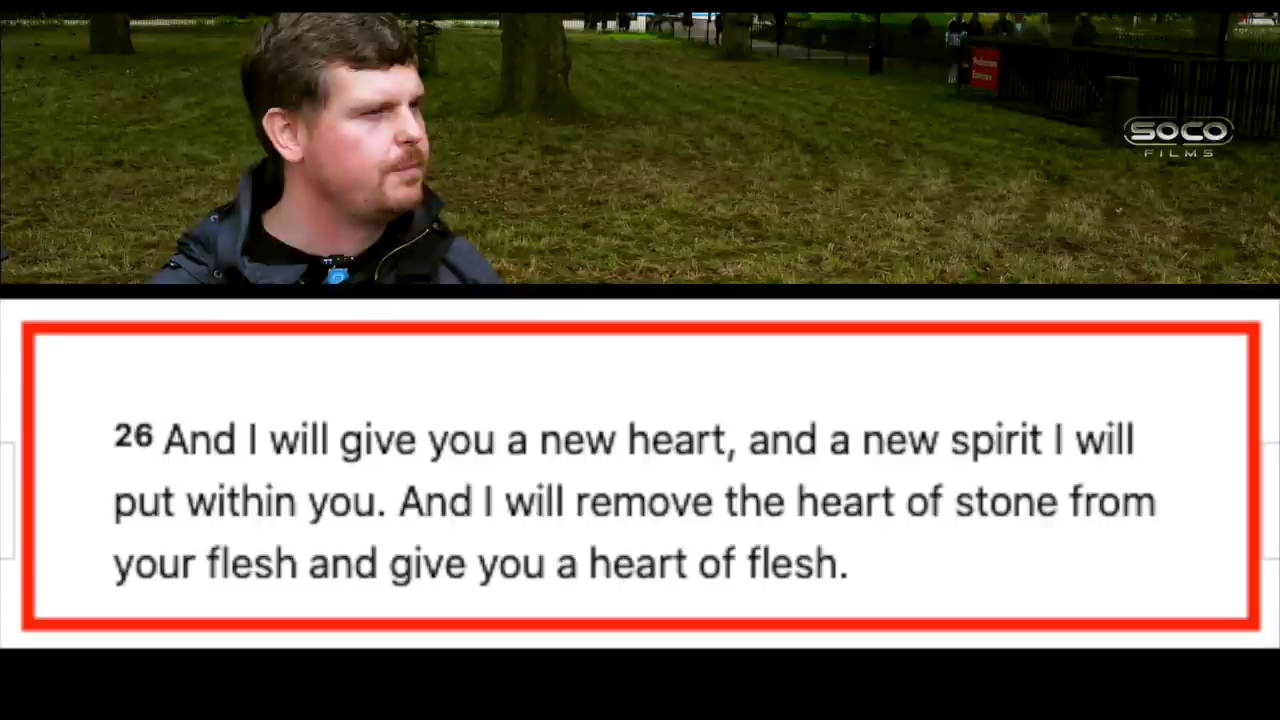 SOCO
FILMS
26 And I will give you a new heart, and a new spirit I will
put within you. And I will remove the heart of stone from
your flesh and give you a heart of flesh.